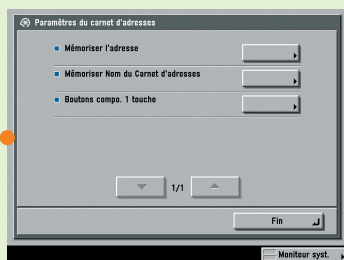 Paramètres du carnet d'adresses
Mémoriser l'adresse
Mémoriser Nom du Carnet d'adresses
Boutons compo. 1 touche
1/1
Fin
Moniteur syst.